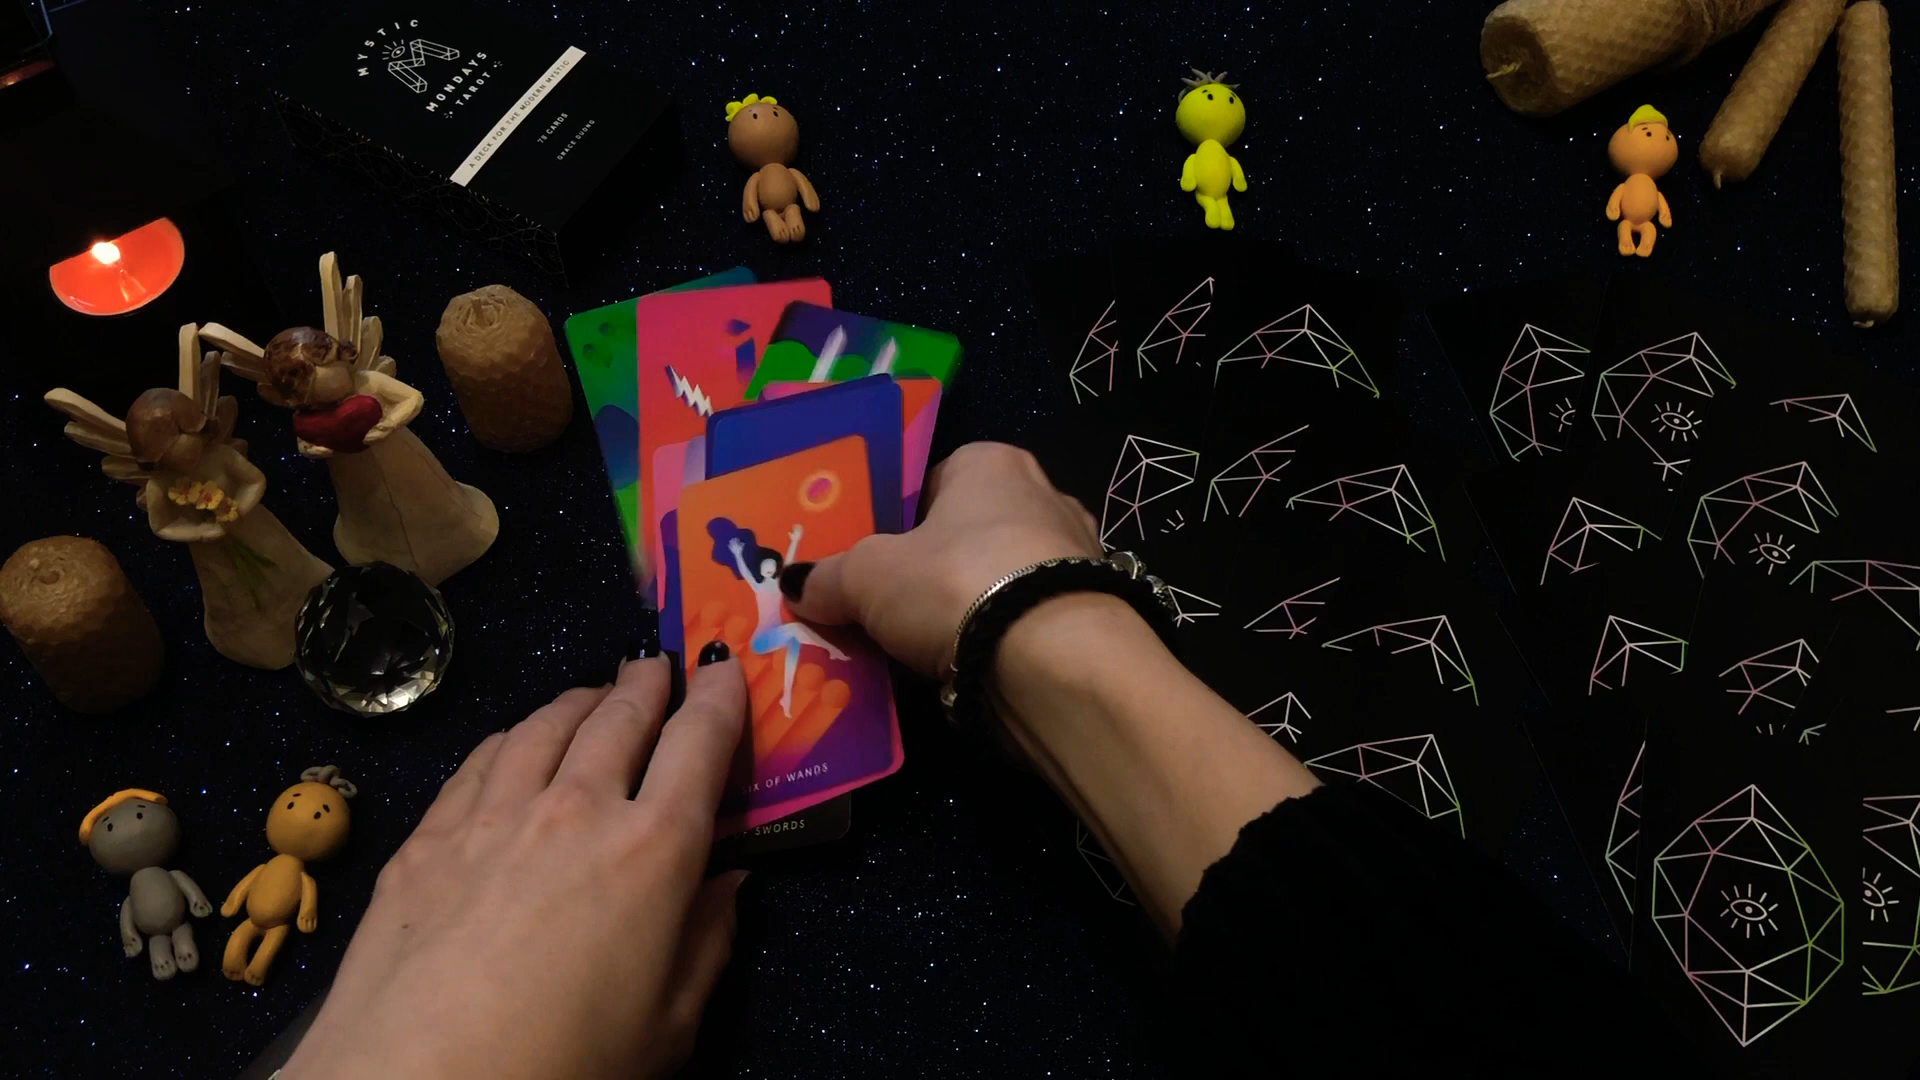 MYSTIC
MONDAYS
TAROT
A DECK FOR THE MODERN MYSTIC
78 CARDS
GRACE DUONG
SIX OF WANDS
SWORDS